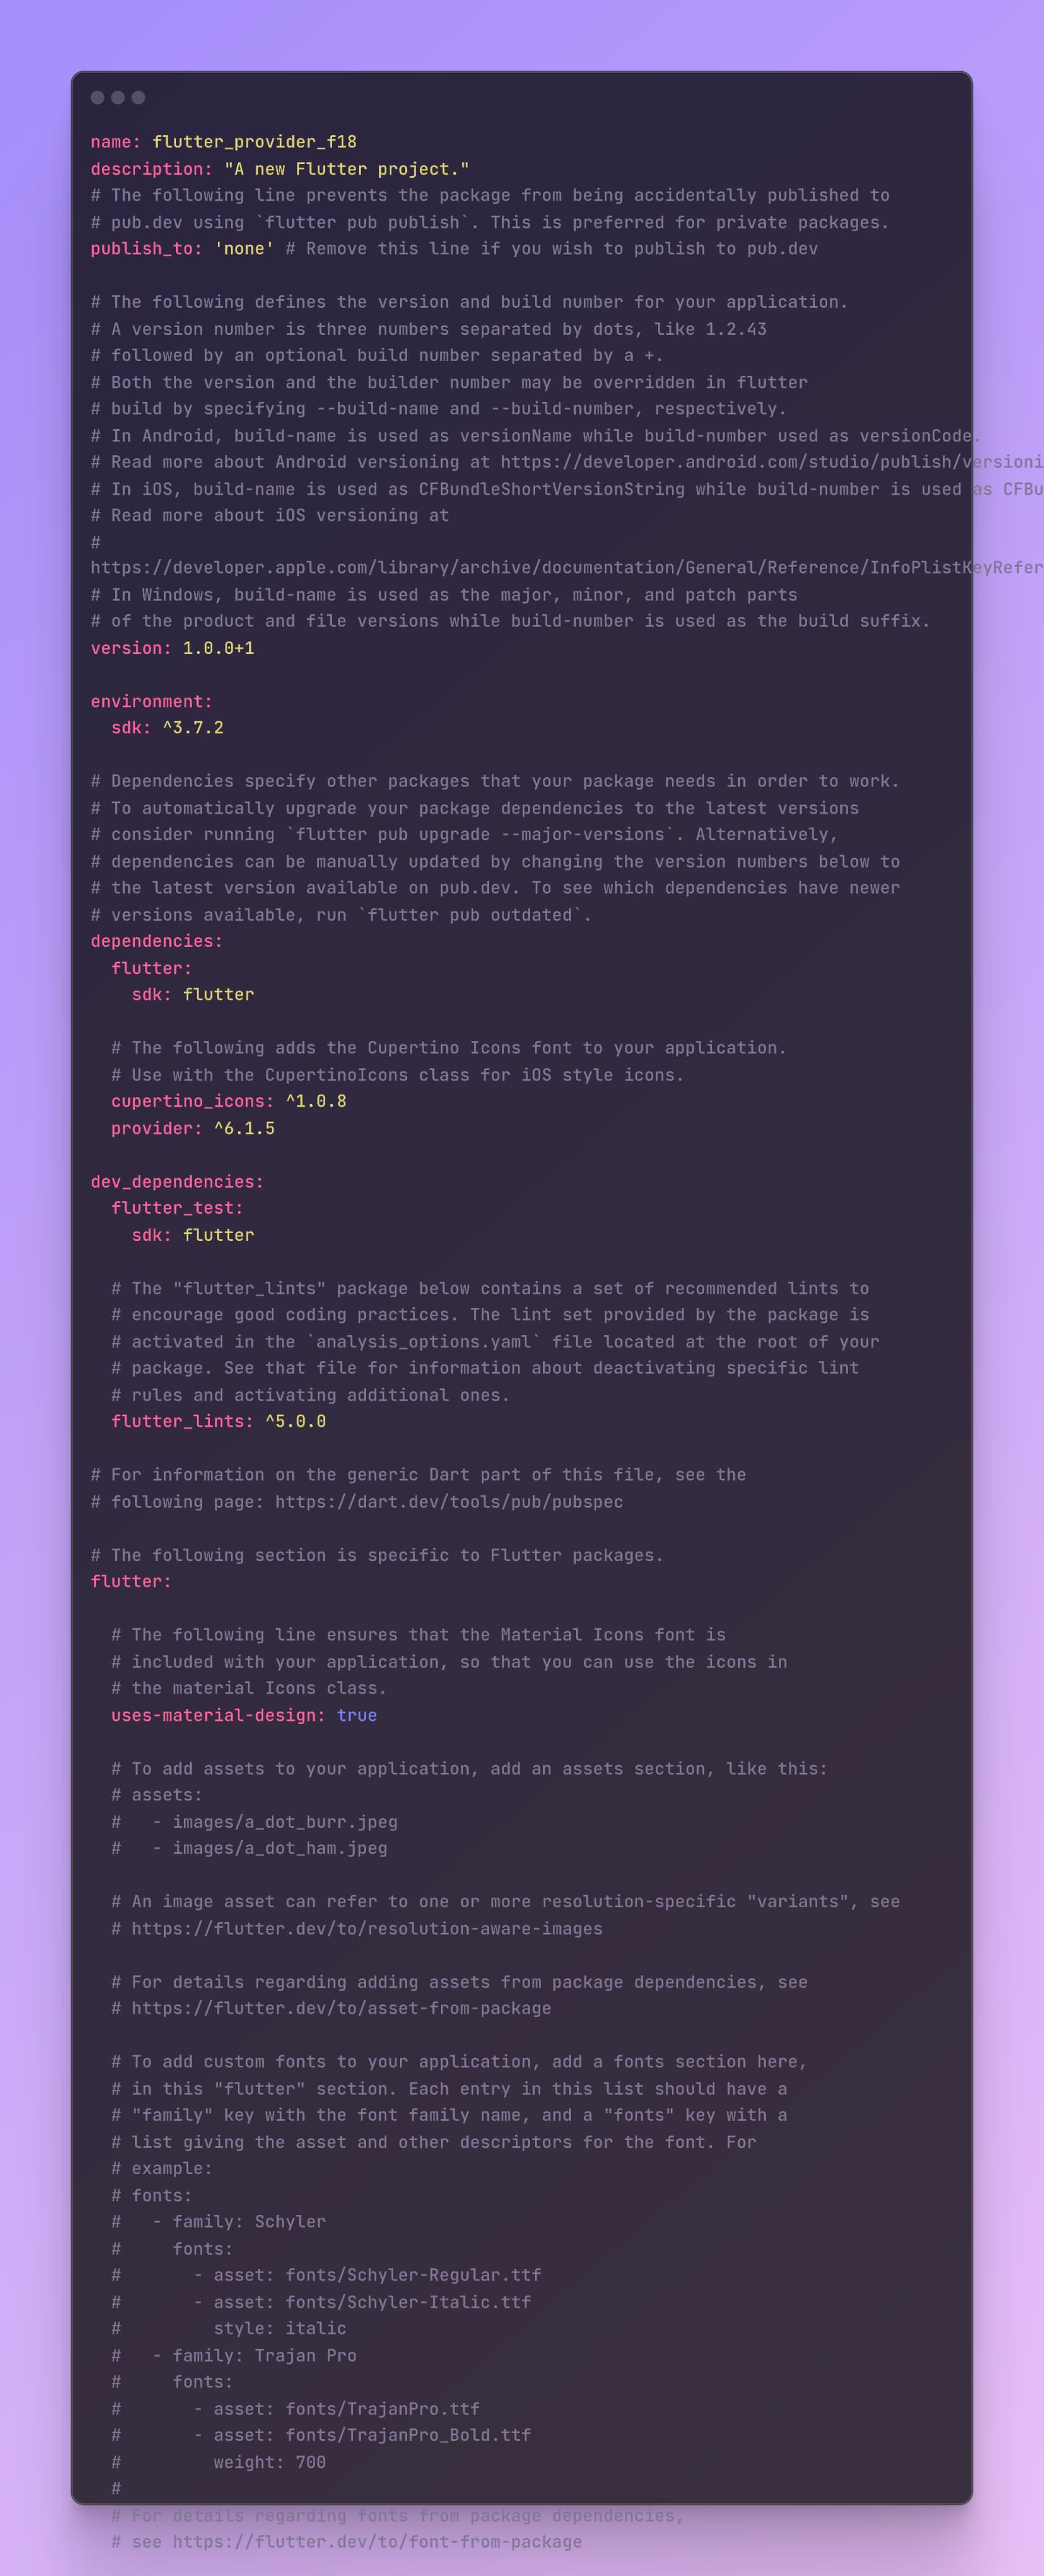 name: flutter_provider_f18
description: "A new Flutter project."
# The following line prevents the package from being accidentally published to
# pub.dev using `flutter pub publish`. This is preferred for private packages.
publish_to: 'none' # Remove this line if you wish to publish to pub.dev

# The following defines the version and build number for your application.
# A version number is three numbers separated by dots, like 1.2.43
# followed by an optional build number separated by a +.
# Both the version and the builder number may be overridden in flutter
# build by specifying --build-name and --build-number, respectively.
# In Android, build-name is used as versionName while build-number used as versionCode.
# Read more about Android versioning at https://developer.android.com/studio/publish/versioni
# In iOS, build-name is used as CFBundleShortVersionString while build-number is used as CFBu
# Read more about iOS versioning at
#
https://developer.apple.com/library/archive/documentation/General/Reference/InfoPlistKeyRefer
# In Windows, build-name is used as the major, minor, and patch parts
# of the product and file versions while build-number is used as the build suffix.
version: 1.0.0+1

environment:
  sdk: ^3.7.2

# Dependencies specify other packages that your package needs in order to work.
# To automatically upgrade your package dependencies to the latest versions
# consider running `flutter pub upgrade --major-versions`. Alternatively,
# dependencies can be manually updated by changing the version numbers below to
# the latest version available on pub.dev. To see which dependencies have newer
# versions available, run `flutter pub outdated`.
dependencies:
  flutter:
    sdk: flutter

  # The following adds the Cupertino Icons font to your application.
  # Use with the CupertinoIcons class for iOS style icons.
  cupertino_icons: ^1.0.8
  provider: ^6.1.5

dev_dependencies:
  flutter_test:
    sdk: flutter

  # The "flutter_lints" package below contains a set of recommended lints to
  # encourage good coding practices. The lint set provided by the package is
  # activated in the `analysis_options.yaml` file located at the root of your
  # package. See that file for information about deactivating specific lint
  # rules and activating additional ones.
  flutter_lints: ^5.0.0

# For information on the generic Dart part of this file, see the
# following page: https://dart.dev/tools/pub/pubspec

# The following section is specific to Flutter packages.
flutter:

  # The following line ensures that the Material Icons font is
  # included with your application, so that you can use the icons in
  # the material Icons class.
  uses-material-design: true

  # To add assets to your application, add an assets section, like this:
  # assets:
  #   - images/a_dot_burr.jpeg
  #   - images/a_dot_ham.jpeg

  # An image asset can refer to one or more resolution-specific "variants", see
  # https://flutter.dev/to/resolution-aware-images

  # For details regarding adding assets from package dependencies, see
  # https://flutter.dev/to/asset-from-package

  # To add custom fonts to your application, add a fonts section here,
  # in this "flutter" section. Each entry in this list should have a
  # "family" key with the font family name, and a "fonts" key with a
  # list giving the asset and other descriptors for the font. For
  # example:
  # fonts:
  #   - family: Schyler
  #     fonts:
  #       - asset: fonts/Schyler-Regular.ttf
  #       - asset: fonts/Schyler-Italic.ttf
  #         style: italic
  #   - family: Trajan Pro
  #     fonts:
  #       - asset: fonts/TrajanPro.ttf
  #       - asset: fonts/TrajanPro_Bold.ttf
  #         weight: 700
  #
  # For details regarding fonts from package dependencies,
  # see https://flutter.dev/to/font-from-package